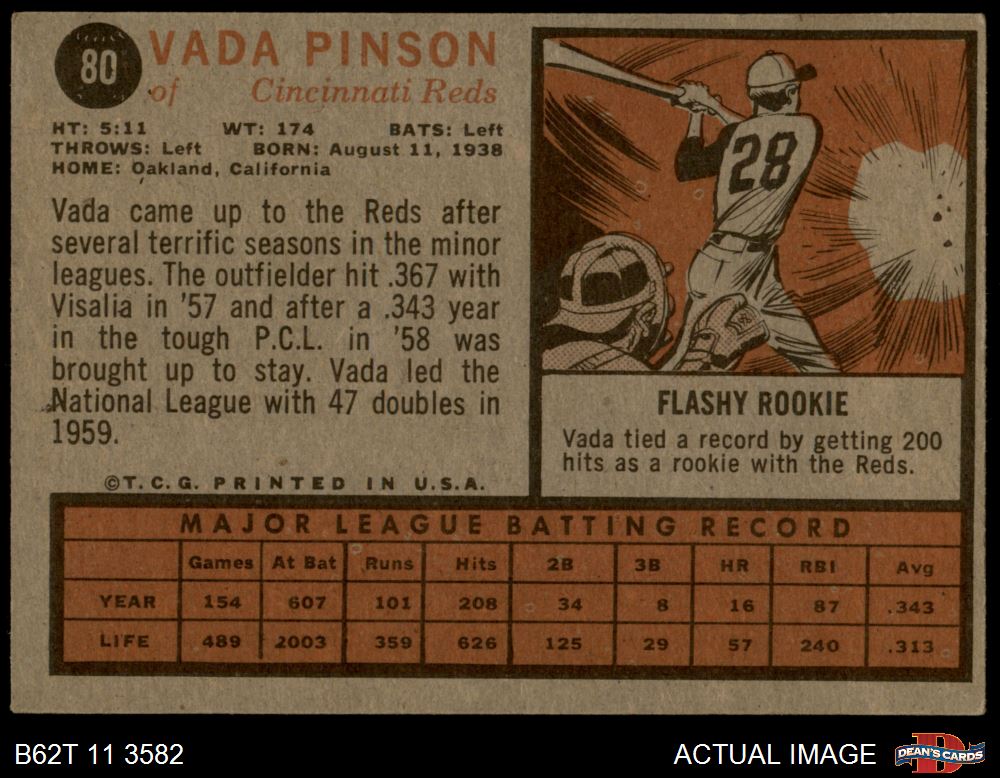 80
VADA PINSON
of Cincinnati Reds
HT: 5:11 WT: 174 BATS: Left
THROWS: Left BORN: August 11, 1938
HOME: Oakland, California
Vada came up to the Reds after
several terrific seasons in the minor
leagues. The outfielder hit .367 with
Visalia in '57 and after a .343 year
in the tough P.C.L. in '58 was
brought up to stay. Vada led the
National League with 47 doubles in
1959.
©T.C.G. PRINTED IN U.S.A.
28
FLASHY ROOKIE
Vada tied a record by getting 200
hits as a rookie with the Reds.
MAJOR LEAGUE BATTING RECORD
Games At Bat Runs Hits 2B 3B HR RBI Avg
YEAR 154 607 101 208 34 8 16 87 .343
LIFE 489 2003 359 626 125 29 57 240 .313
B62T 11 3582
ACTUAL IMAGE
D
DEAN'S CARDS